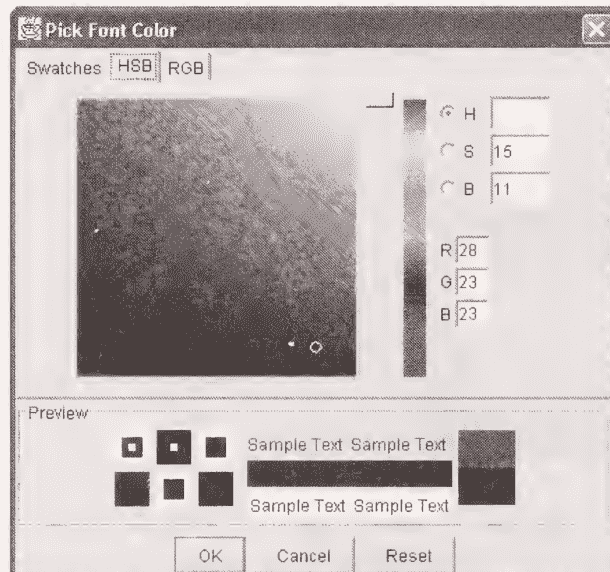 Pick Font Color
Swatches HSB RGB
H
S 15
B 11
R 28
G 23
B 23
Preview
Sample Text Sample Text
Sample Text Sample Text
OK Cancel Reset